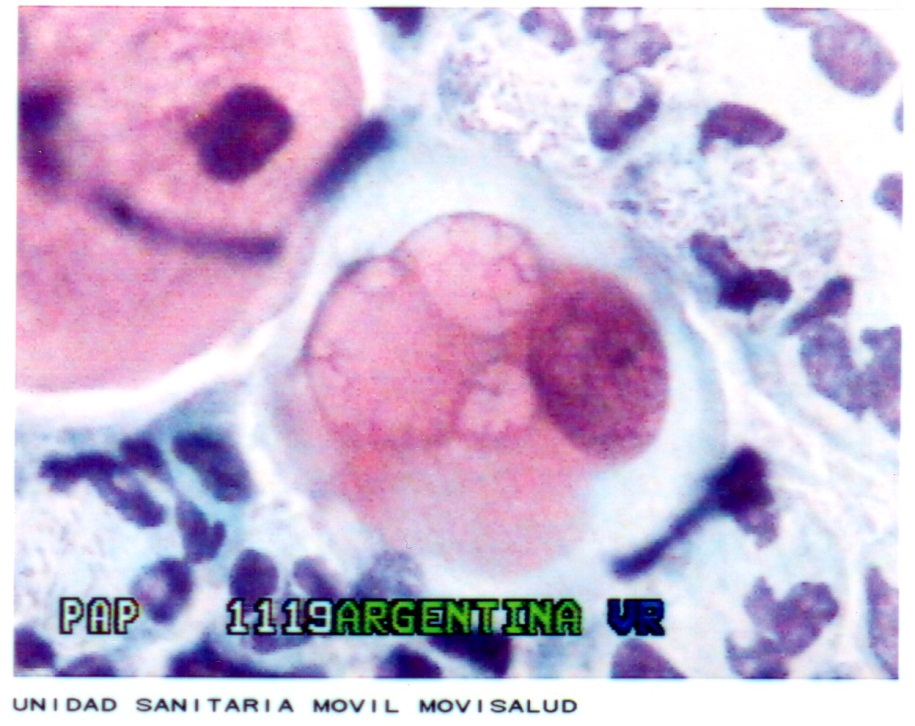 PAP 1119ARGENTINA VR
UNIDAD SANITARIA MOVIL MOVISALUD